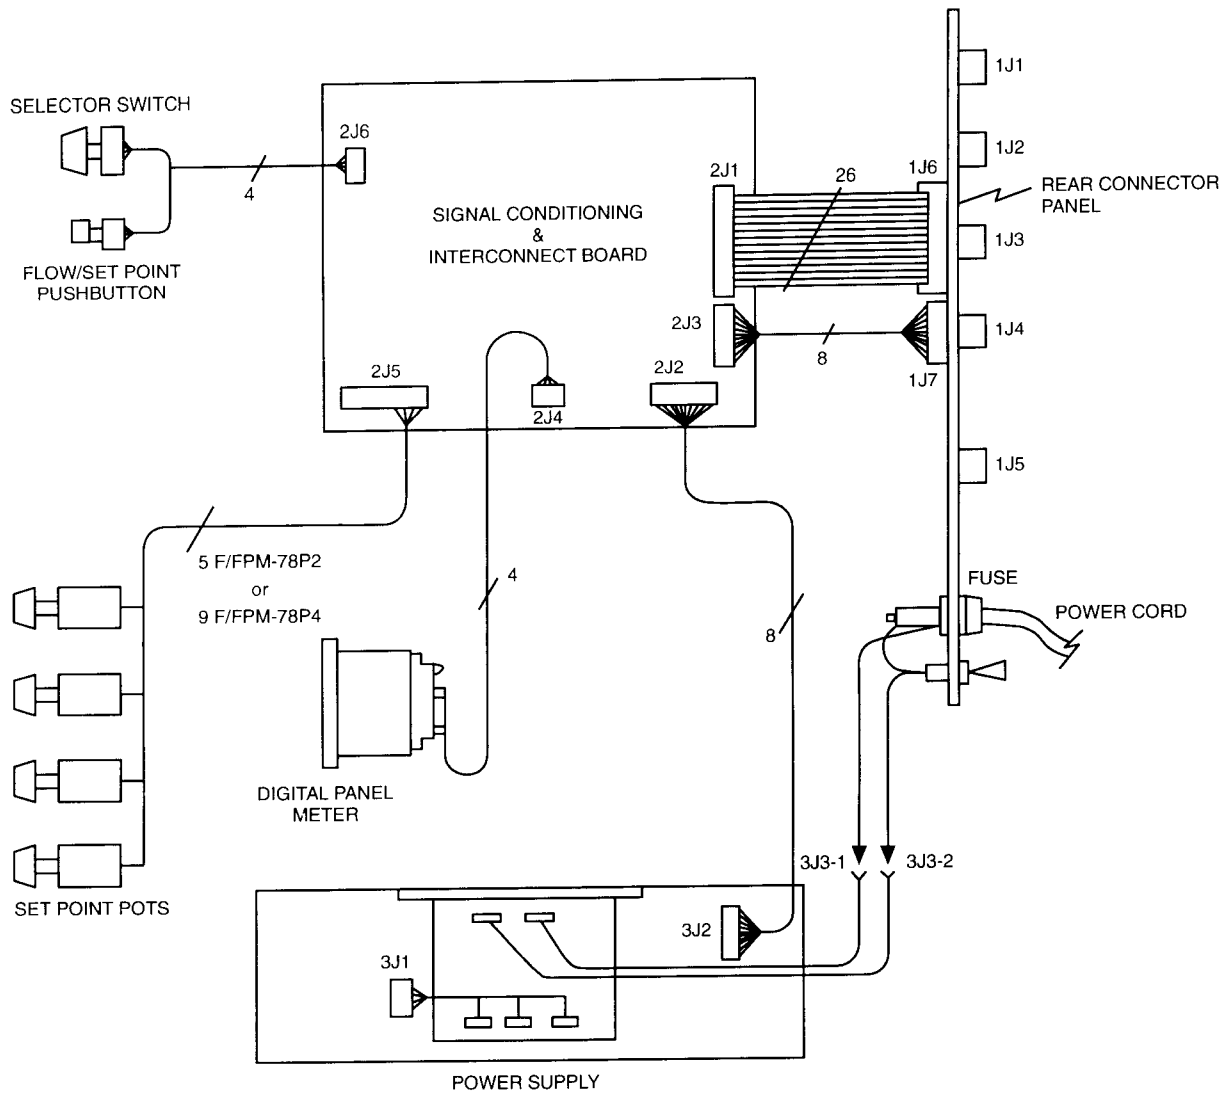 1J1
SELECTOR SWITCH
2J6
1J2
2J1
26
1J6
4
REAR CONNECTOR
PANEL
SIGNAL CONDITIONING
&
INTERCONNECT BOARD
1J3
FLOW/SET POINT
PUSHBUTTON
2J3
8
1J4
2J5
2J2
1J7
2J4
1J5
5 F/FPM-78P2
or
9 F/FPM-78P4
4
FUSE
POWER CORD
8
DIGITAL PANEL
METER
3J3-1
3J3-2
SET POINT POTS
3J2
3J1
POWER SUPPLY